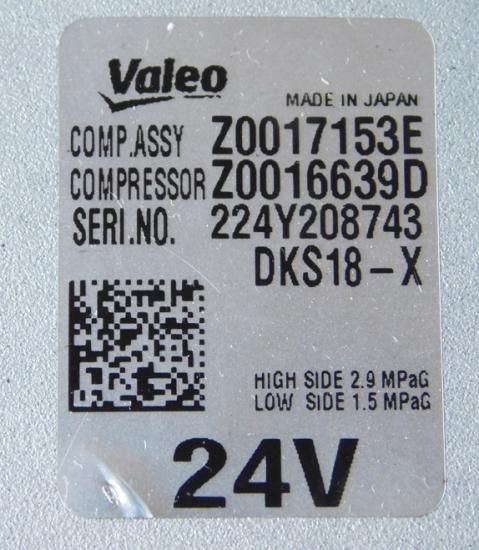 Valeo
MADE IN JAPAN
COMP.ASSY Z0017153E
COMPRESSOR Z0016639D
SERI.NO. 224Y208743
DKS18-X
HIGH SIDE 2.9 MPaG
LOW SIDE 1.5 MPaG
24V